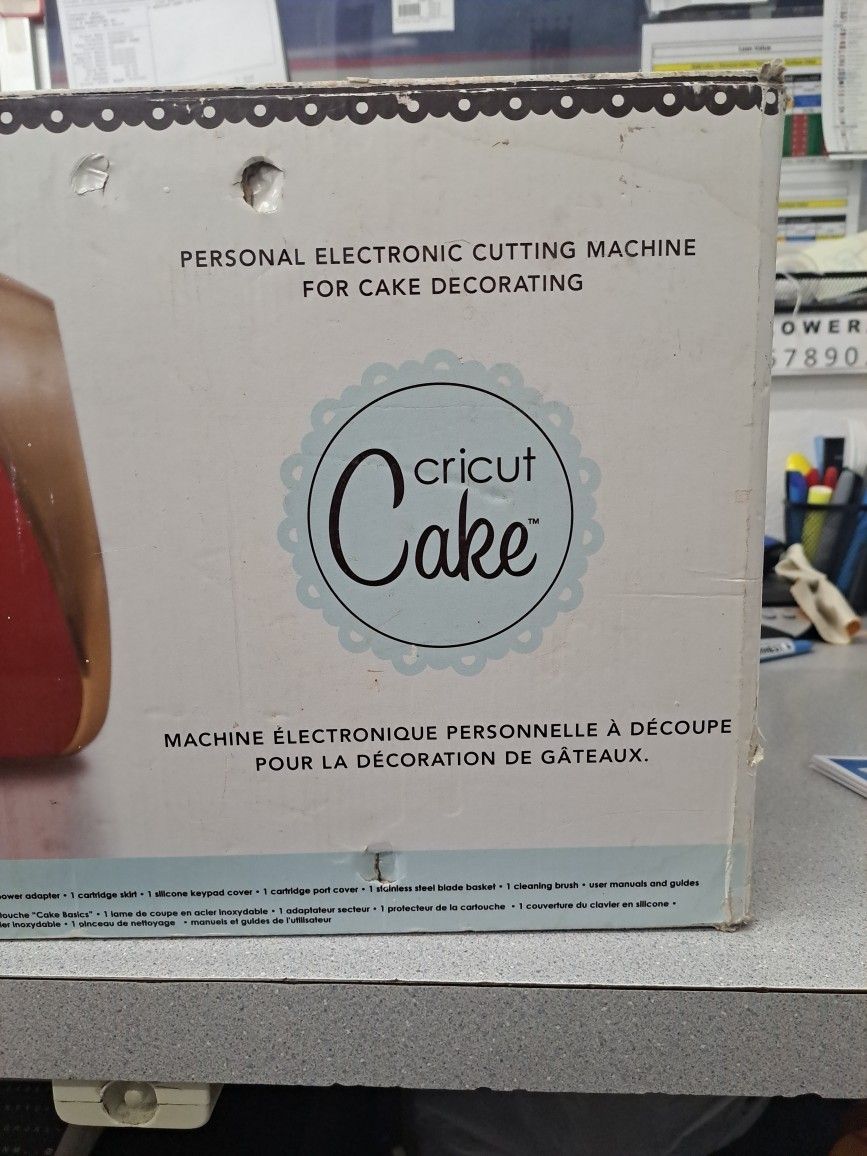 PERSONAL ELECTRONIC CUTTING MACHINE
FOR CAKE DECORATING
OWER
57890
cricut
Cake™
MACHINE ÉLECTRONIQUE PERSONNELLE À DÉCOUPE
POUR LA DÉCORATION DE GÂTEAUX.
power adapter • 1 cartridge skirt • 1 silicone keypad cover • 1 cartridge port cover • 1 stainless steel blade basket • 1 cleaning brush • user manuals and guides
touche "Cake Basics" • 1 lame de coupe en acier inoxydable • 1 adaptateur secteur • 1 protecteur de la cartouche • 1 couverture du clavier en silicone •
ier inoxydable • 1 pinceau de nettoyage • manuels et guides de l'utilisateur